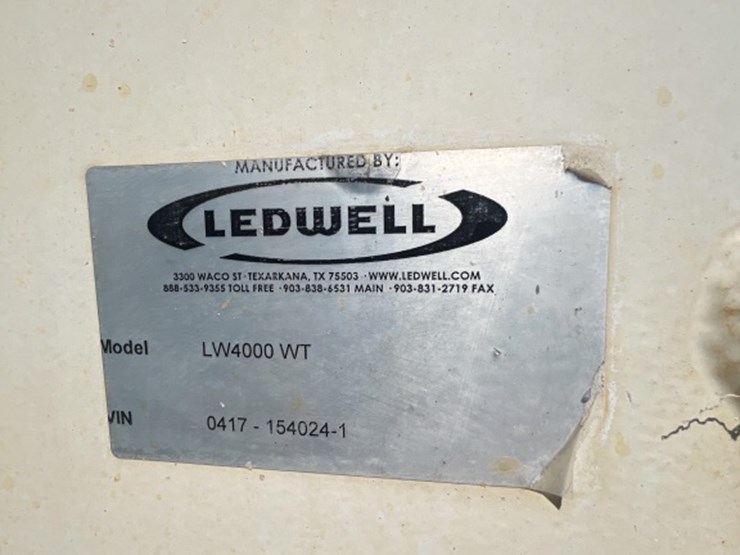 MANUFACTURED BY:
LEDWELL
3300 WACO ST·TEXARKANA, TX 75503 ·WWW.LEDWELL.COM
888-533-9355 TOLL FREE ·903-838-6531 MAIN ·903-831-2719 FAX
Model LW4000 WT
VIN 0417 - 154024-1